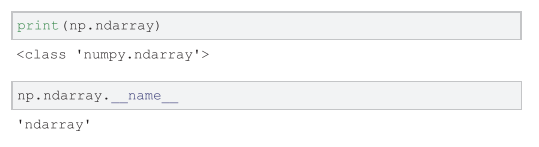 print(np.ndarray)
<class 'numpy.ndarray'>
np.ndarray.__name__
'ndarray'